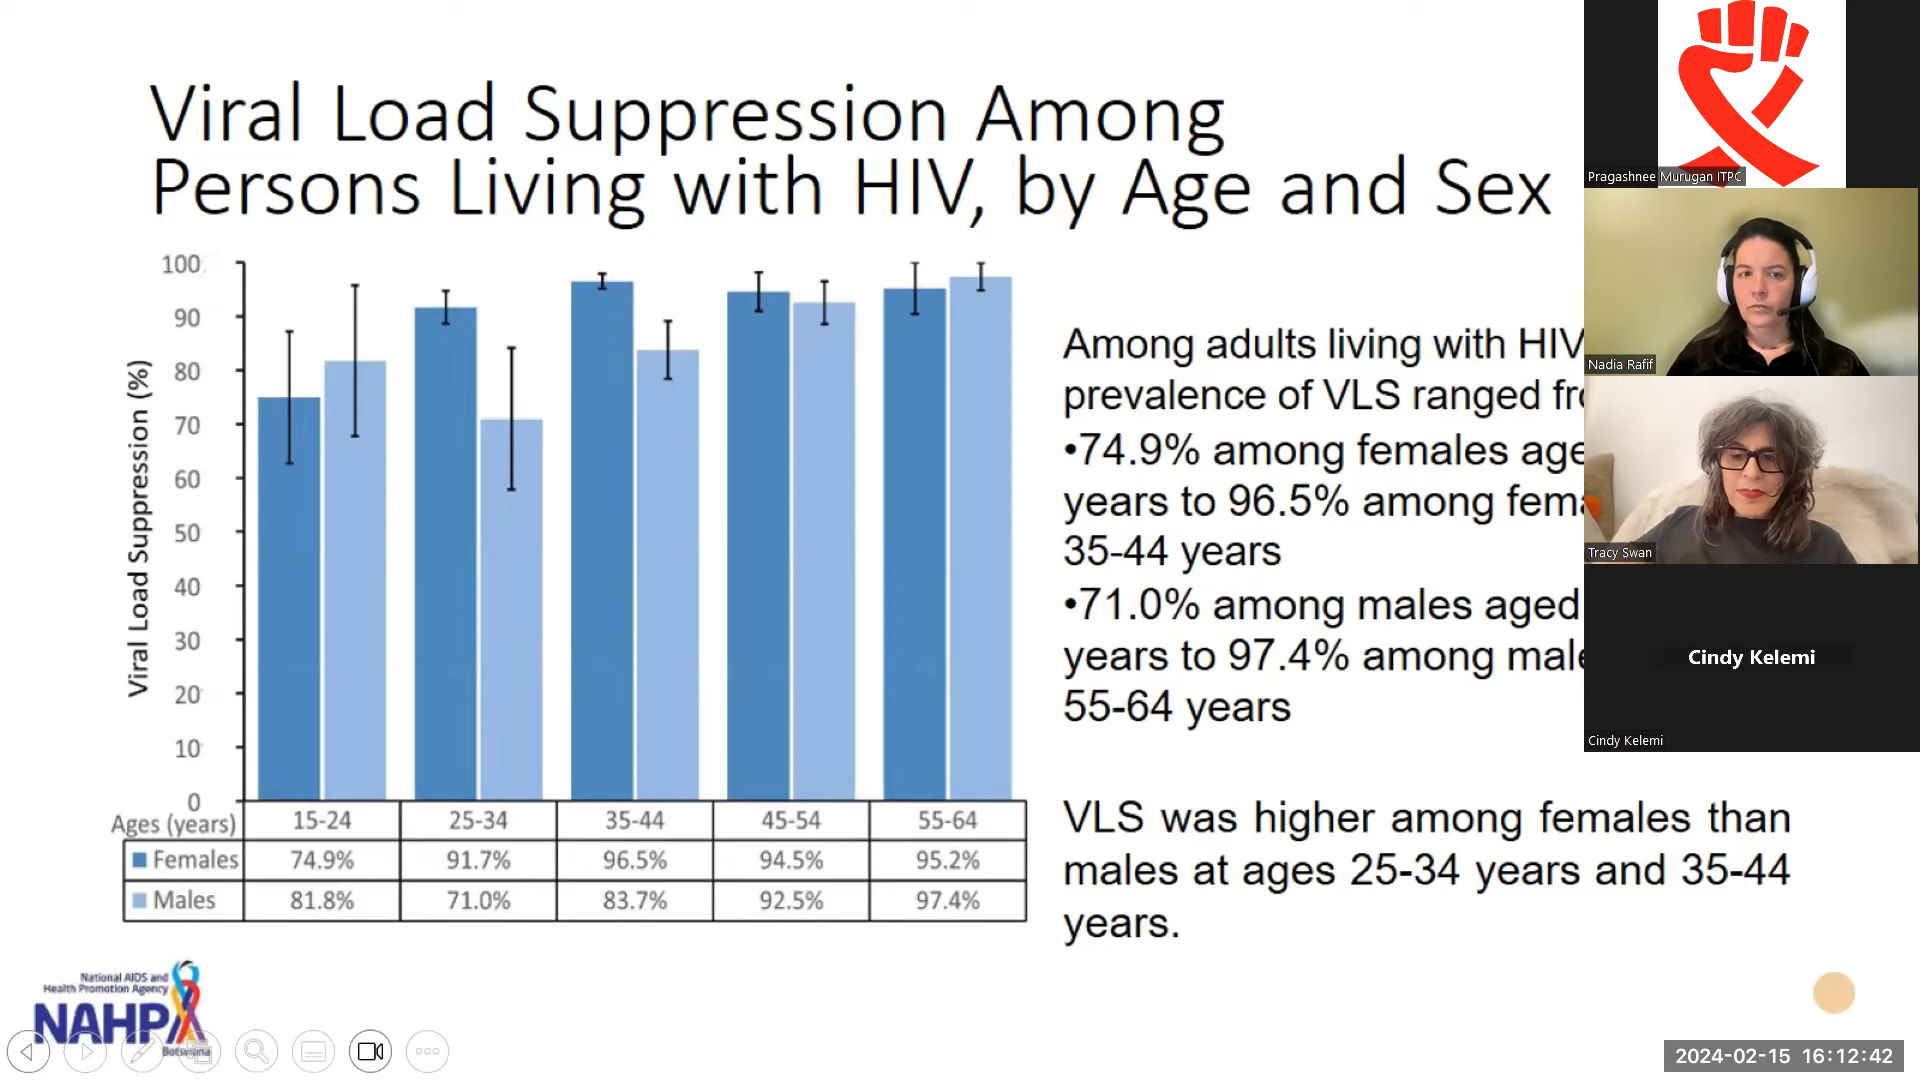 Viral Load Suppression Among
Persons Living with HIV, by Age and Sex
Viral Load Suppression (%)
100
90
80
70
60
50
40
30
20
10
0
Ages (years) 15-24 25-34 35-44 45-54 55-64
Females 74.9% 91.7% 96.5% 94.5% 95.2%
Males 81.8% 71.0% 83.7% 92.5% 97.4%
Among adults living with HIV
prevalence of VLS ranged
•74.9% among females
years to 96.5% among
35-44 years
•71.0% among males aged
years to 97.4% among
55-64 years
VLS was higher among females than
males at ages 25-34 years and 35-44
years.
Pragashnee Murugan ITPC
Nadia Rafif
Tracy Swan
Cindy Kelemi
Cindy Kelemi
National AIDS and
Health Promotion Agency
NAHPA
Botswana
2024-02-15 16:12:42